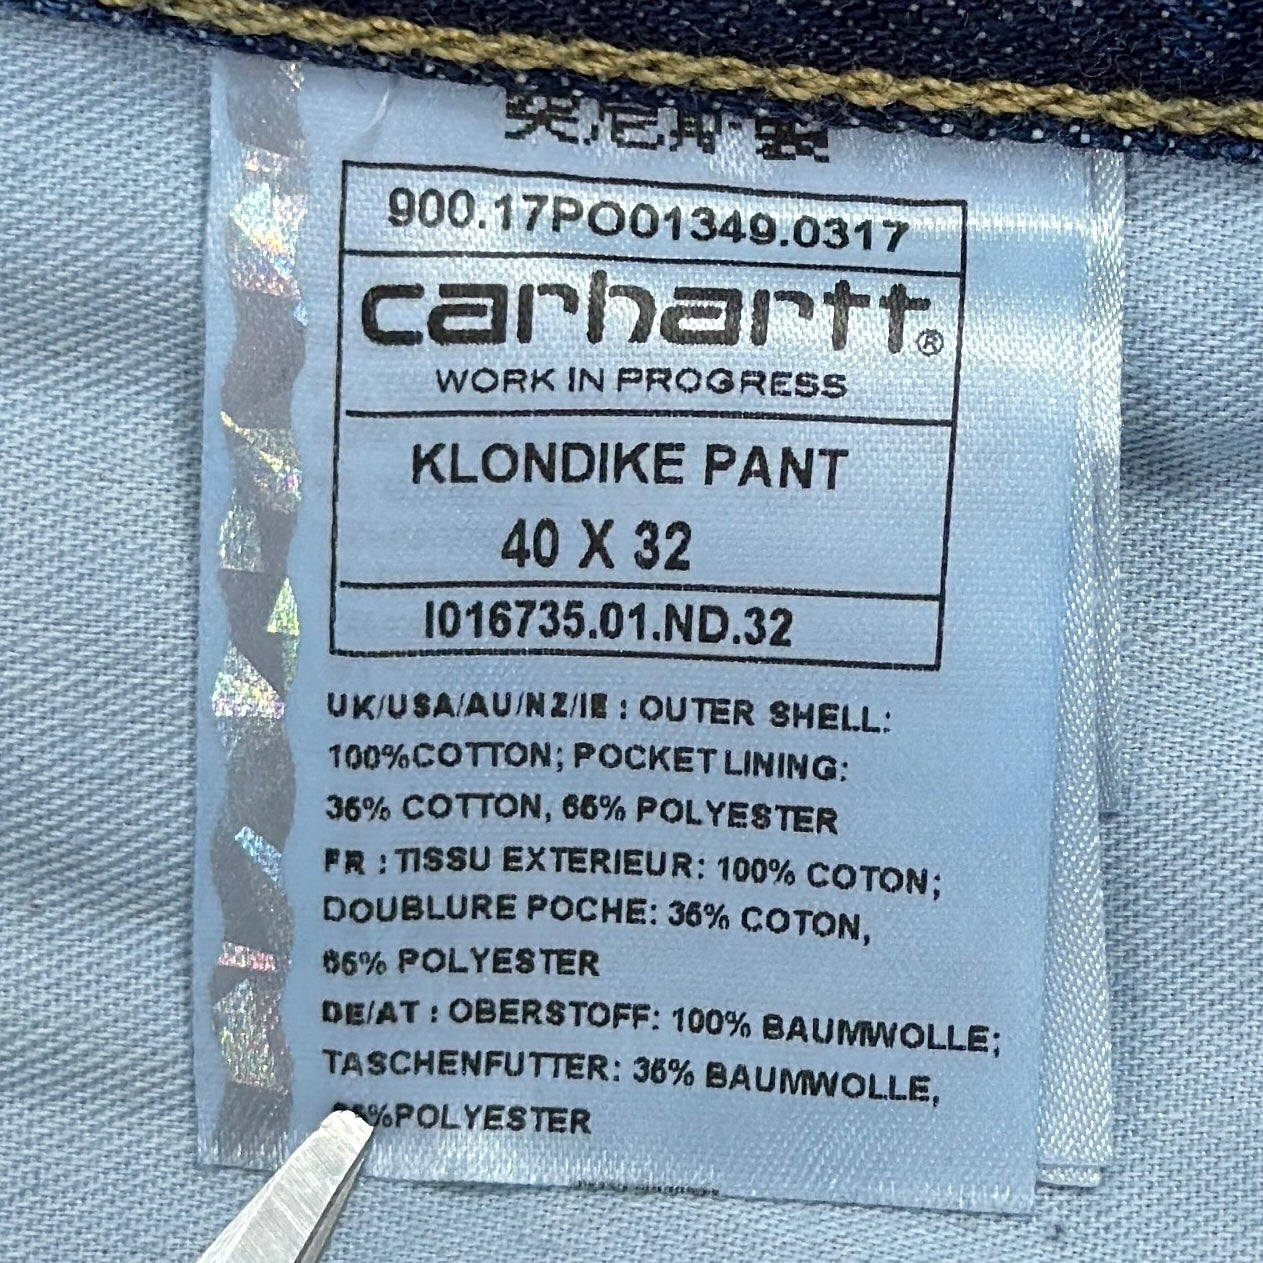 900.17PO01349.0317
carhartt®
WORK IN PROGRESS
KLONDIKE PANT
40 X 32
I016735.01.ND.32
UK/USA/AU/NZ/IE : OUTER SHELL:
100%COTTON; POCKET LINING:
35% COTTON, 65% POLYESTER
FR : TISSU EXTERIEUR: 100% COTON;
DOUBLURE POCHE: 35% COTON,
65% POLYESTER
DE/AT : OBERSTOFF: 100% BAUMWOLLE;
TASCHENFUTTER: 35% BAUMWOLLE,
%POLYESTER